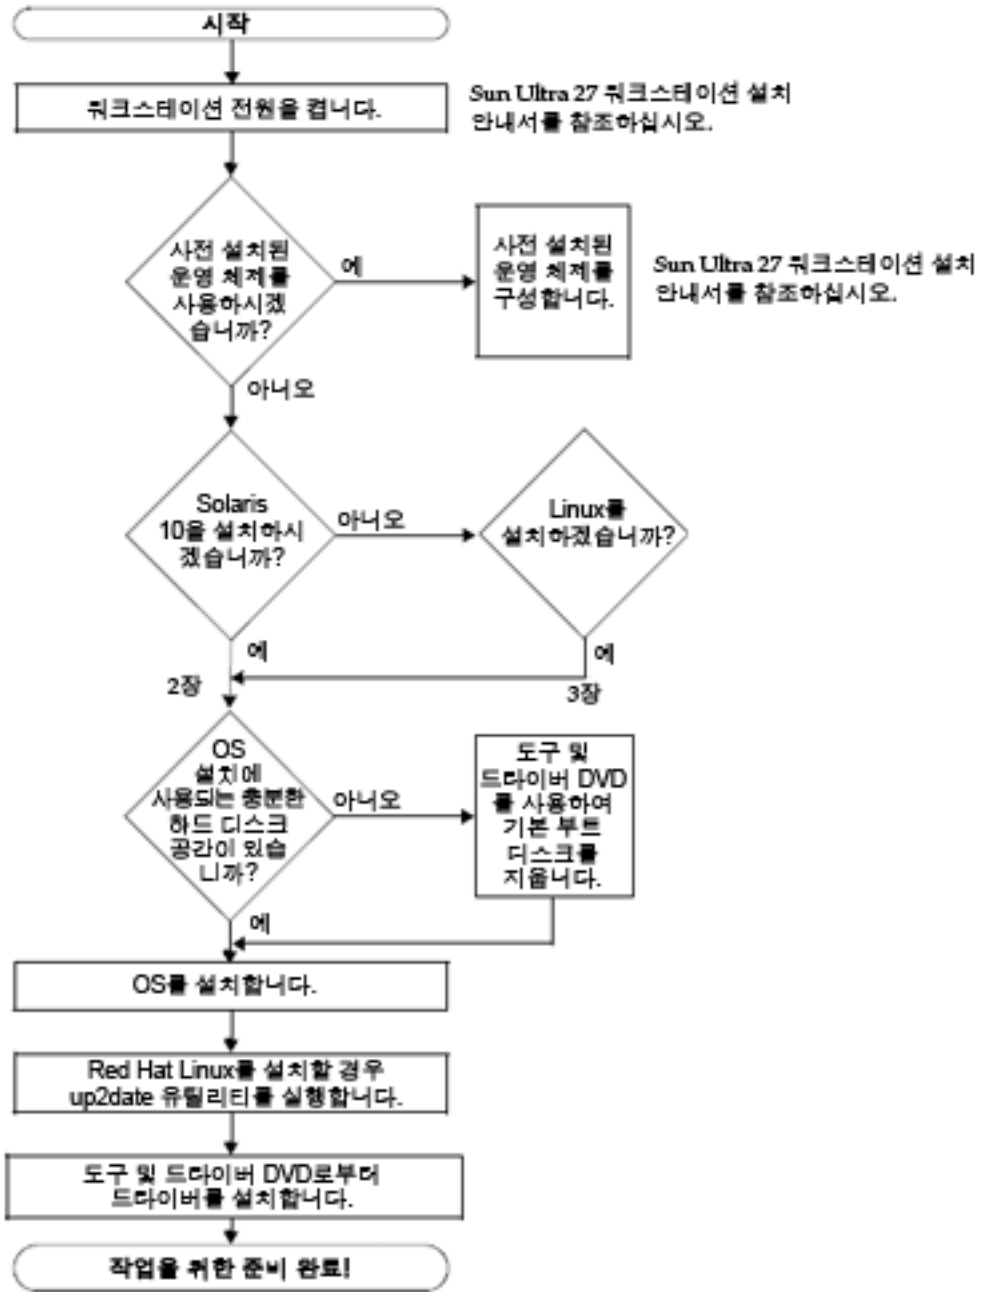 시작
워크스테이션 전원을 켭니다.
Sun Ultra 27 워크스테이션 설치
안내서를 참조하십시오.
사전 설치된
운영 체제를
사용하시겠
습니까?
예
사전 설치된
운영 체제를
구성합니다.
Sun Ultra 27 워크스테이션 설치
안내서를 참조하십시오.
아니오
Solaris
10을 설치하시
겠습니까?
아니오
Linux를
설치하겠습니까?
예
예
2장
3장
OS
설치에
사용되는 충분한
하드 디스크
공간이 있습
니까?
아니오
도구 및
드라이버 DVD
를 사용하여
기본 부트
디스크를
지웁니다.
예
OS를 설치합니다.
Red Hat Linux를 설치할 경우
up2date 유틸리티를 실행합니다.
도구 및 드라이버 DVD로부터
드라이버를 설치합니다.
작업을 위한 준비 완료!